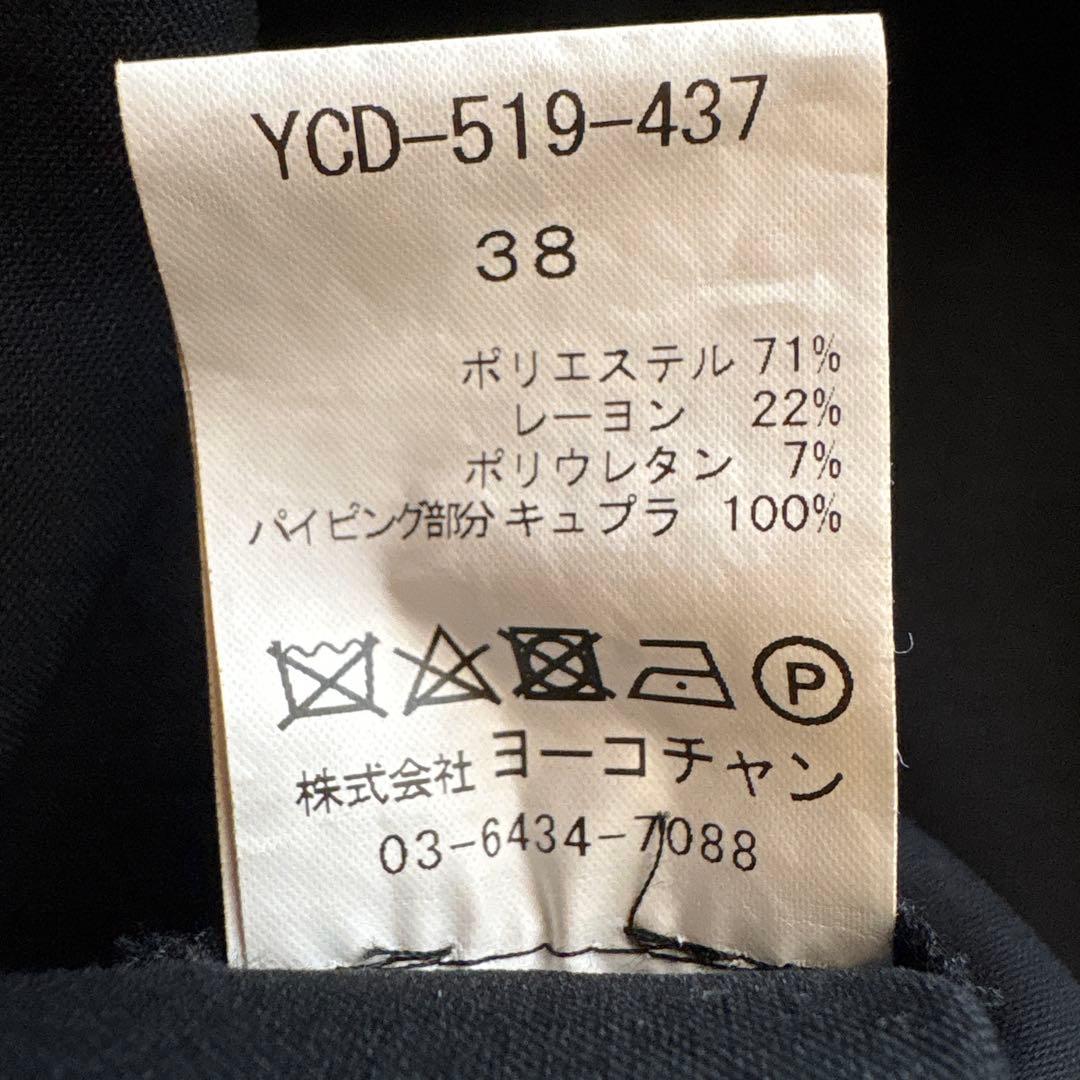 YCD-519-437
38
ポリエステル 71%
レーヨン 22%
ポリウレタン 7%
パイピング部分 キュプラ 100%
P
株式会社 ヨーコチャン
03-6434-7088